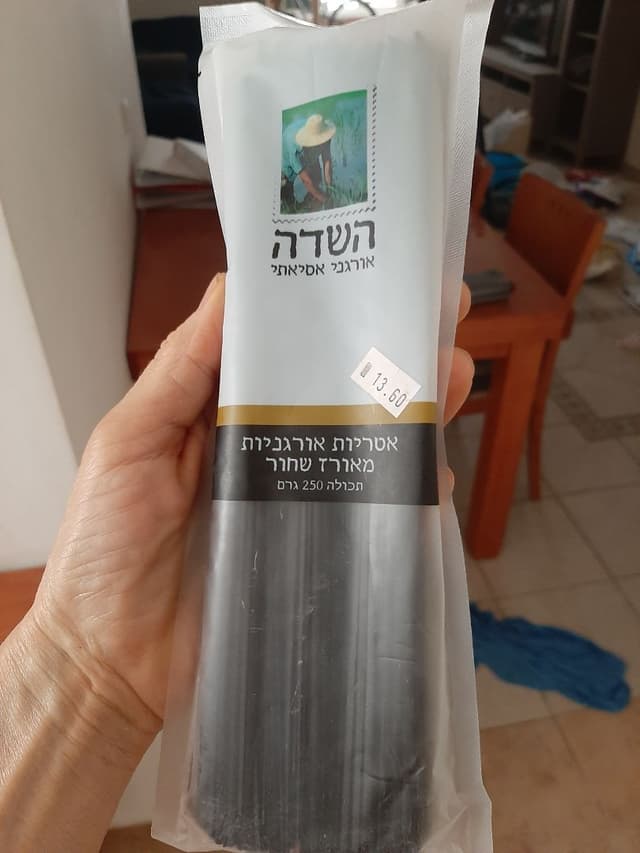 השדה
אורגני אסיאתי
13.60
אטריות אורגניות
מאורז שחור
תכולה 250 גרם